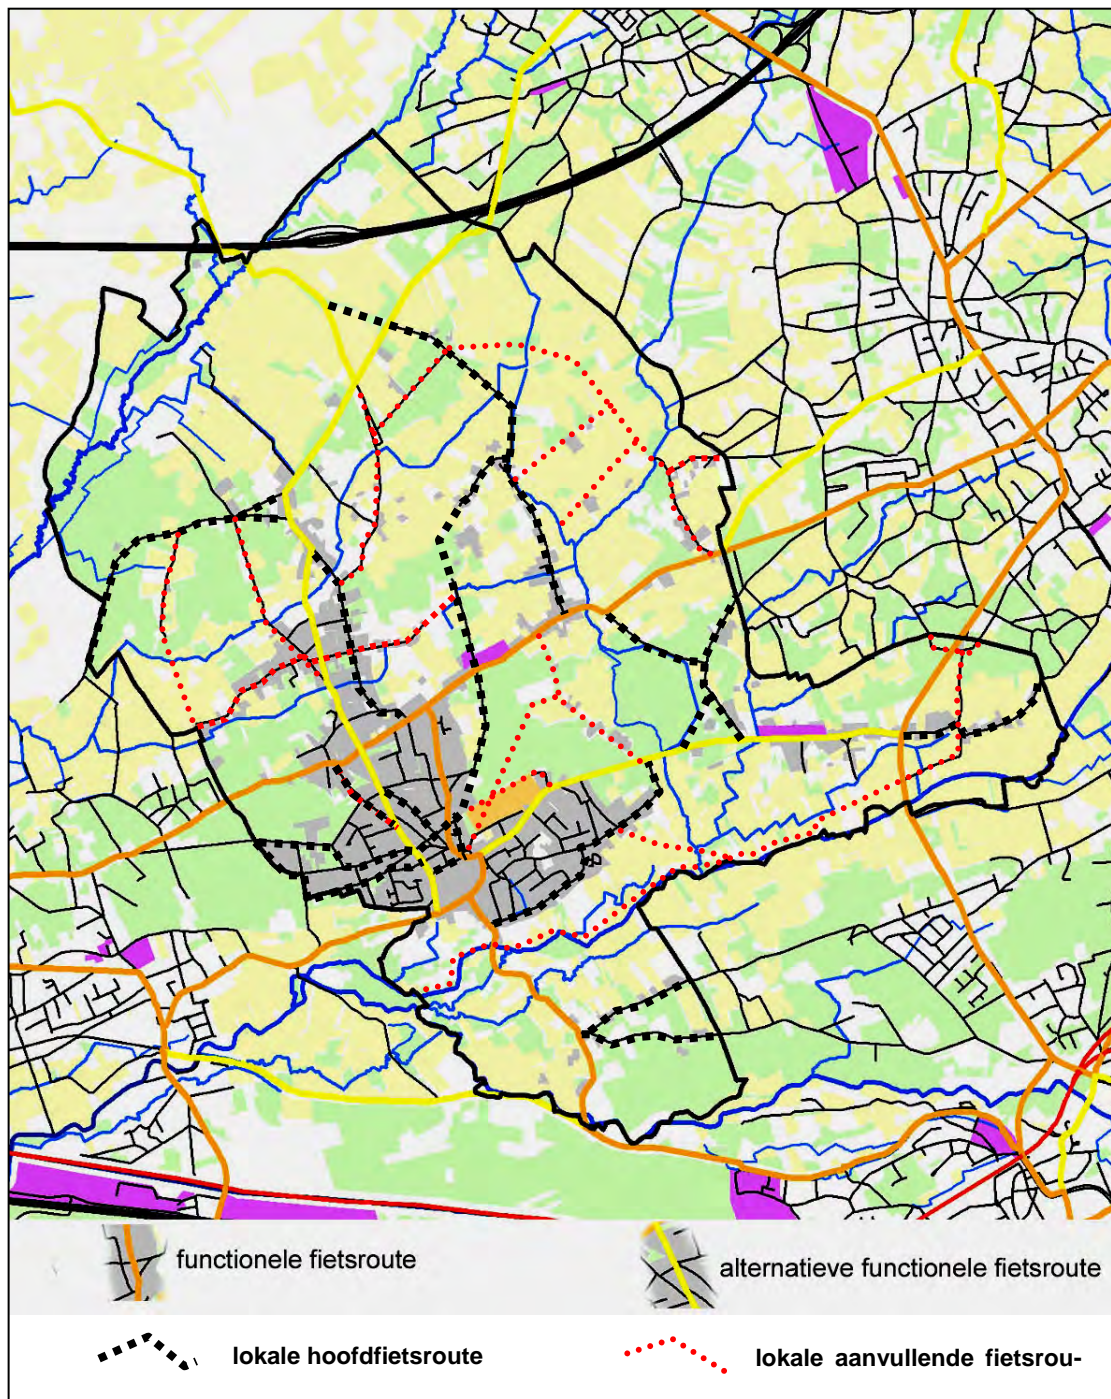 functionele fietsroute
alternatieve functionele fietsroute
lokale hoofdfietsroute
lokale aanvullende fietsrou-